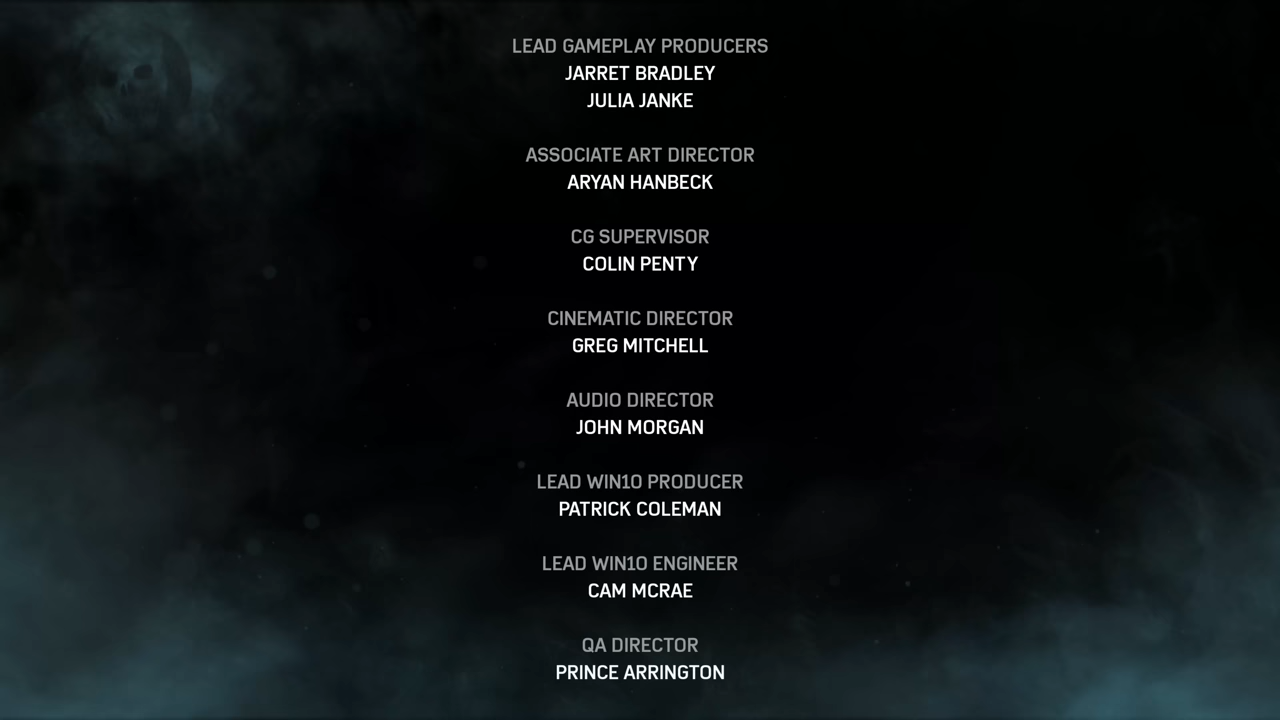 LEAD GAMEPLAY PRODUCERS
JARRET BRADLEY
JULIA JANKE
ASSOCIATE ART DIRECTOR
ARYAN HANBECK
CG SUPERVISOR
COLIN PENTY
CINEMATIC DIRECTOR
GREG MITCHELL
AUDIO DIRECTOR
JOHN MORGAN
LEAD WIN10 PRODUCER
PATRICK COLEMAN
LEAD WIN10 ENGINEER
CAM MCRAE
QA DIRECTOR
PRINCE ARRINGTON